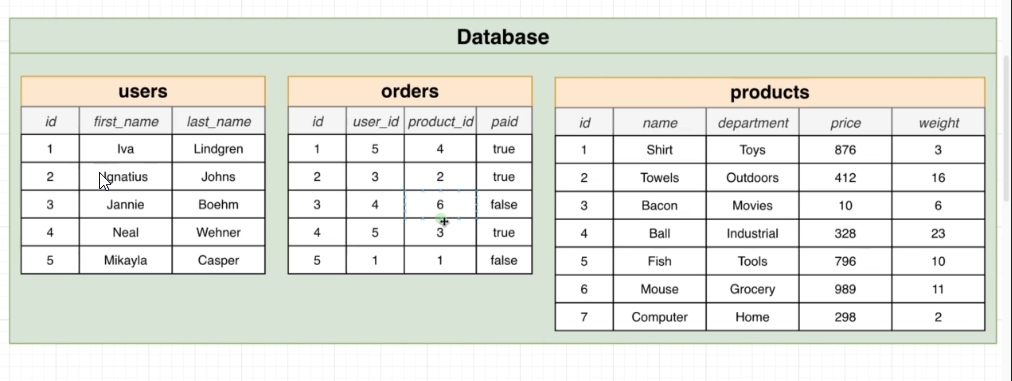 Database
users
id first_name last_name
1 Iva Lindgren
2 Ignatius Johns
3 Jannie Boehm
4 Neal Wehner
5 Mikayla Casper
orders
id user_id product_id paid
1 5 4 true
2 3 2 true
3 4 6 false
4 5 3 true
5 1 1 false
products
id name department price weight
1 Shirt Toys 876 3
2 Towels Outdoors 412 16
3 Bacon Movies 10 6
4 Ball Industrial 328 23
5 Fish Tools 796 10
6 Mouse Grocery 989 11
7 Computer Home 298 2